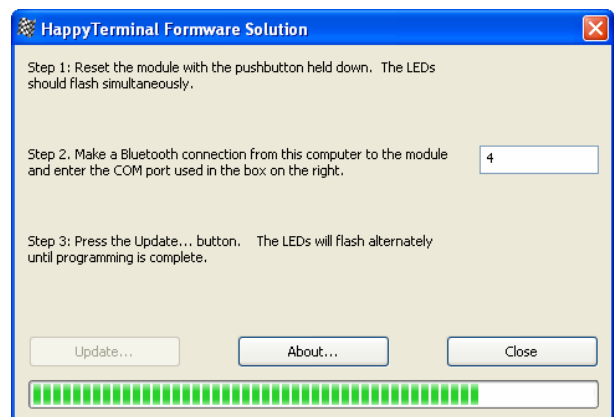 HappyTerminal Formware Solution
Step 1: Reset the module with the pushbutton held down.  The LEDs
should flash simultaneously.
Step 2. Make a Bluetooth connection from this computer to the module
and enter the COM port used in the box on the right.
4
Step 3: Press the Update... button.    The LEDs will flash alternately
until programming is complete.
Update...
About...
Close